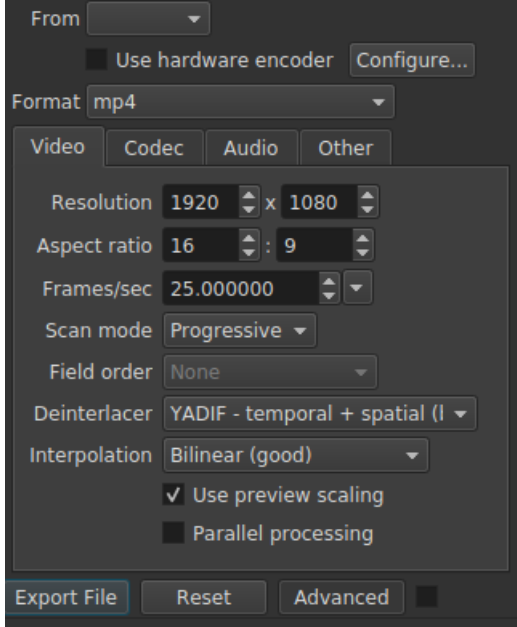 From
Use hardware encoder Configure...
Format mp4
Video Codec Audio Other
Resolution 1920 x 1080
Aspect ratio 16 : 9
Frames/sec 25.000000
Scan mode Progressive
Field order None
Deinterlacer YADIF - temporal + spatial (
Interpolation Bilinear (good)
Use preview scaling
Parallel processing
Export File Reset Advanced